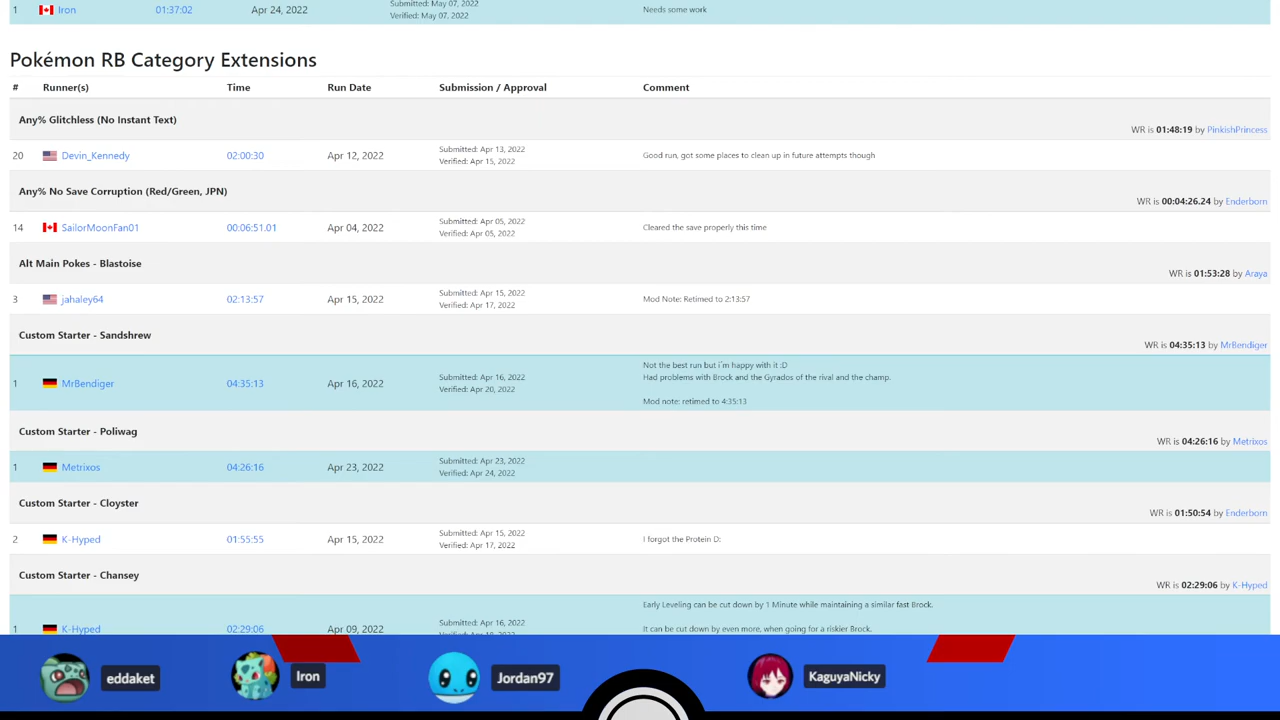 1 Iron 01:37:02 Apr 24, 2022 Submitted: May 07, 2022 Needs some work
Verified: May 07, 2022
Pokémon RB Category Extensions
# Runner(s) Time Run Date Submission / Approval Comment
Any% Glitchless (No Instant Text)
WR is 01:48:19 by PinkishPrincess
20 Devin_Kennedy 02:00:30 Apr 12, 2022 Submitted: Apr 13, 2022 Good run, got some places to clean up in future attempts though
Verified: Apr 15, 2022
Any% No Save Corruption (Red/Green, JPN)
WR is 00:04:26.24 by Enderborn
14 SailorMoonFan01 00:06:51.01 Apr 04, 2022 Submitted: Apr 05, 2022 Cleared the save properly this time
Verified: Apr 05, 2022
Alt Main Pokes - Blastoise
WR is 01:53:28 by Araya
3 jahaley64 02:13:57 Apr 15, 2022 Submitted: Apr 15, 2022 Mod Note: Retimed to 2:13:57
Verified: Apr 17, 2022
Custom Starter - Sandshrew
WR is 04:35:13 by MrBendiger
Not the best run but i´m happy with it :D
1 MrBendiger 04:35:13 Apr 16, 2022 Submitted: Apr 16, 2022 Had problems with Brock and the Gyrados of the rival and the champ.
Verified: Apr 20, 2022
Mod note: retimed to 4:35:13
Custom Starter - Poliwag
WR is 04:26:16 by Metrixos
1 Metrixos 04:26:16 Apr 23, 2022 Submitted: Apr 23, 2022
Verified: Apr 24, 2022
Custom Starter - Cloyster
WR is 01:50:54 by Enderborn
2 K-Hyped 01:55:55 Apr 15, 2022 Submitted: Apr 15, 2022 I forgot the Protein D:
Verified: Apr 17, 2022
Custom Starter - Chansey
WR is 02:29:06 by K-Hyped
Early Leveling can be cut down by 1 Minute while maintaining a similar fast Brock.
1 K-Hyped 02:29:06 Apr 09, 2022 Submitted: Apr 16, 2022 It can be cut down by even more, when going for a riskier Brock.
eddaket Iron Jordan97 KaguyaNicky